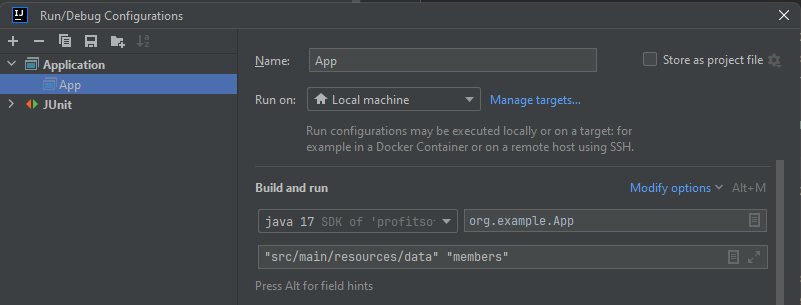 IJ Run/Debug Configurations
Application
App
JUnit
Name: App
Store as project file
Run on: Local machine
Manage targets...
Run configurations may be executed locally or on a target: for
example in a Docker Container or on a remote host using SSH.
Build and run
Modify options Alt+M
java 17 SDK of 'profitso
org.example.App
"src/main/resources/data" "members"
Press Alt for field hints